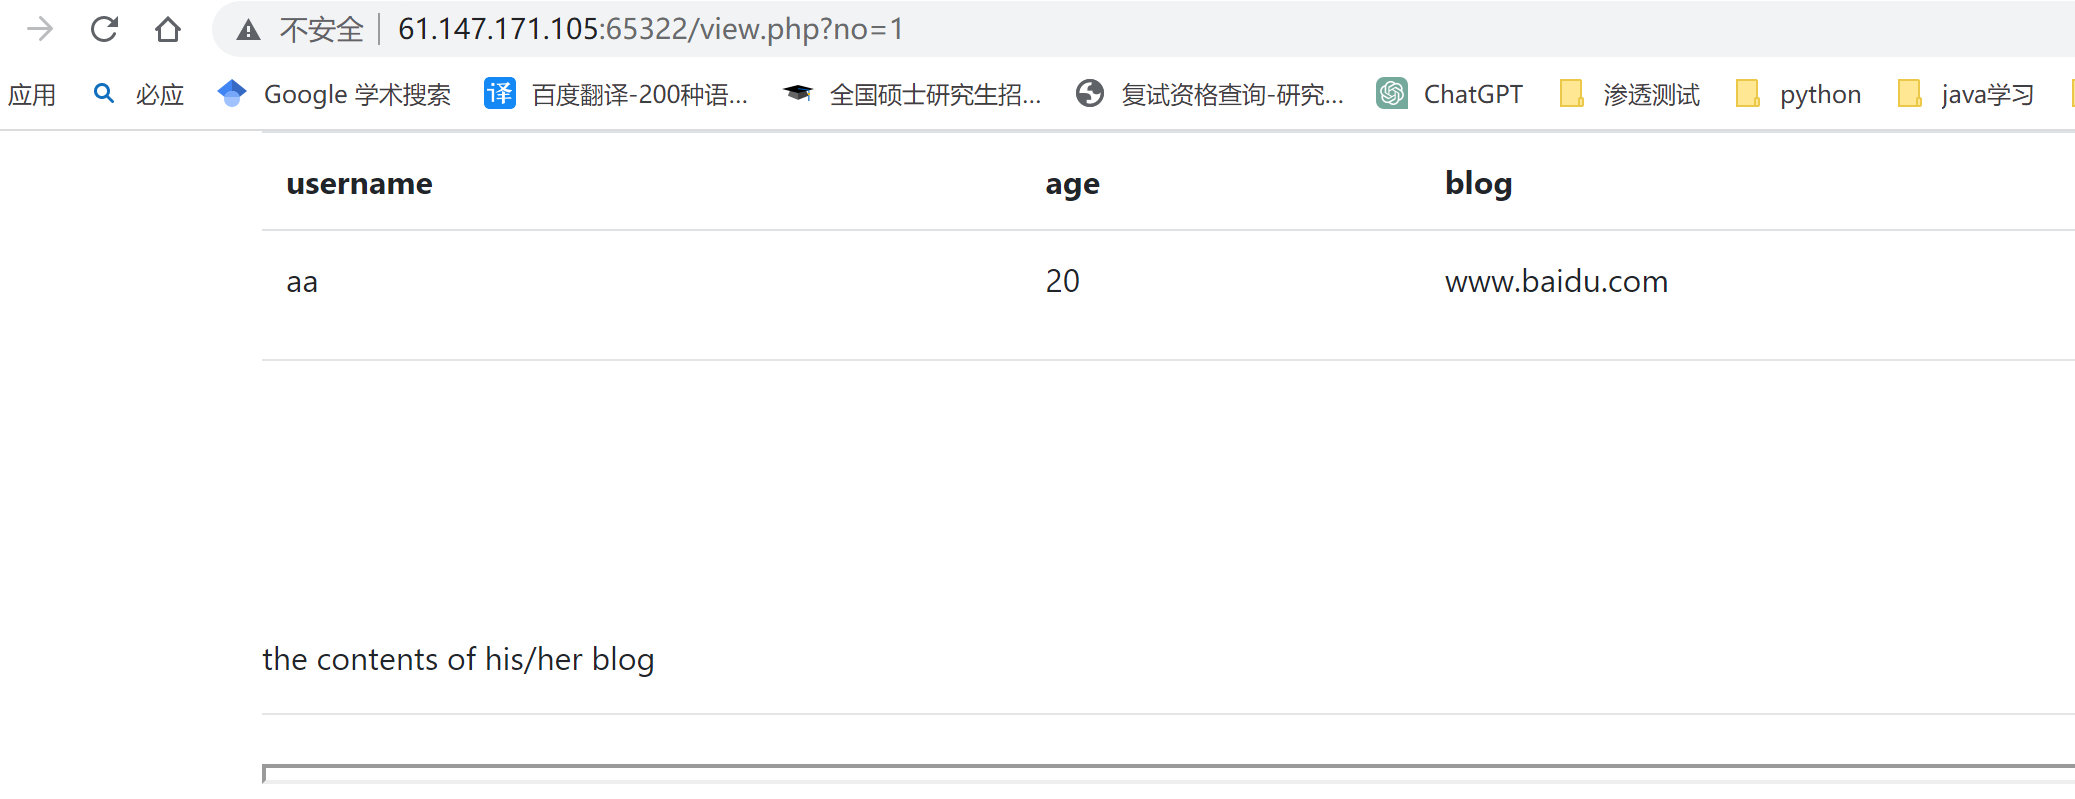 不安全 61.147.171.105:65322/view.php?no=1
应用 必应 Google 学术搜索 译 百度翻译-200种语... 全国硕士研究生招... 复试资格查询-研究... ChatGPT 渗透测试 python java学习
username age blog
aa 20 www.baidu.com
the contents of his/her blog